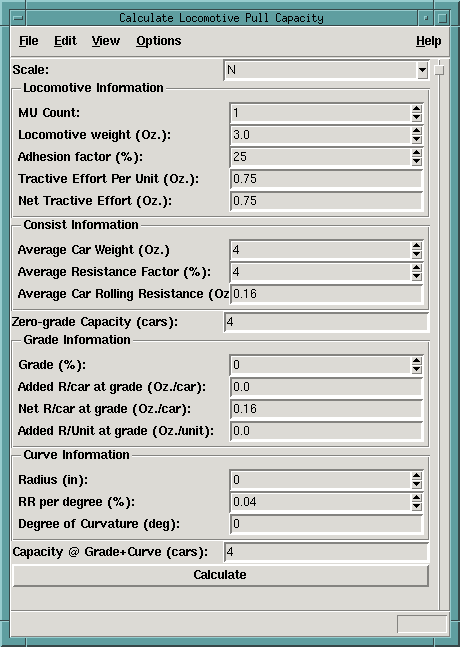 Calculate Locomotive Pull Capacity
File Edit View Options Help
Scale: N
Locomotive Information
MU Count: 1
Locomotive weight (Oz.): 3.0
Adhesion factor (%): 25
Tractive Effort Per Unit (Oz.): 0.75
Net Tractive Effort (Oz.): 0.75
Consist Information
Average Car Weight (Oz.) 4
Average Resistance Factor (%): 4
Average Car Rolling Resistance (Oz 0.16
Zero-grade Capacity (cars): 4
Grade Information
Grade (%): 0
Added R/car at grade (Oz./car): 0.0
Net R/car at grade (Oz./car): 0.16
Added R/Unit at grade (Oz./unit): 0.0
Curve Information
Radius (in): 0
RR per degree (%): 0.04
Degree of Curvature (deg): 0
Capacity @ Grade+Curve (cars): 4
Calculate